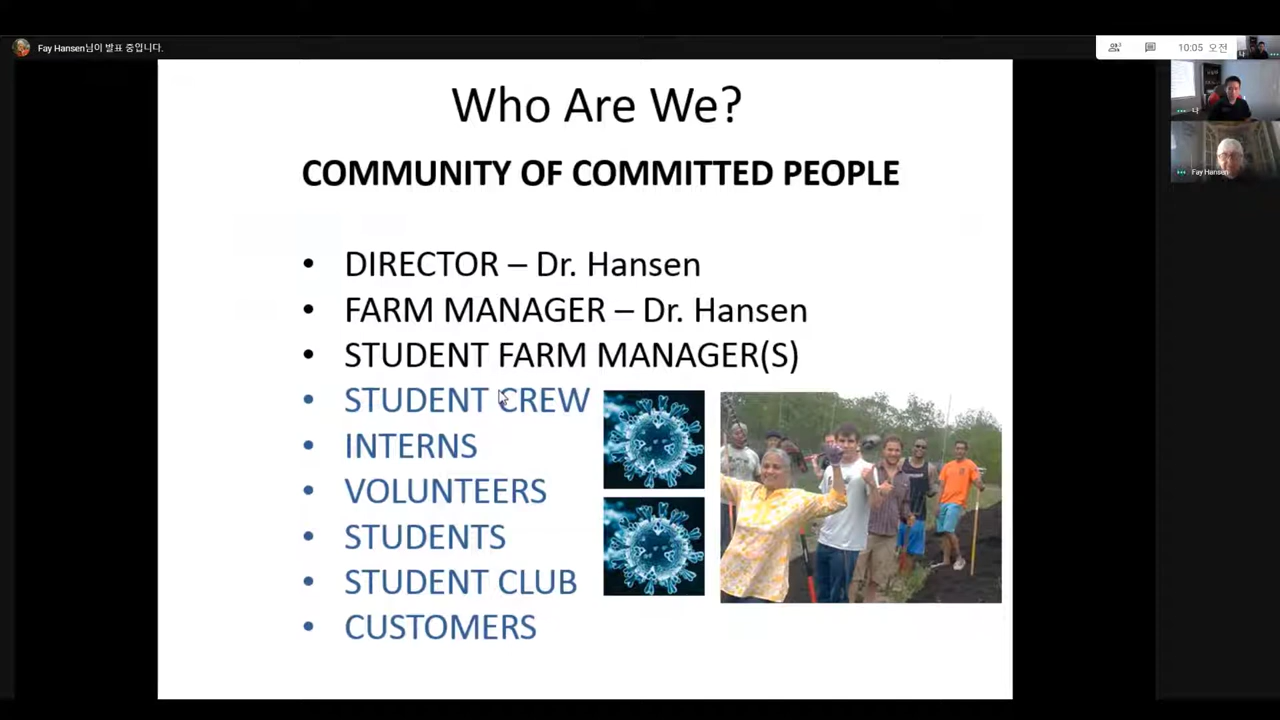 Fay Hansen님이 발표 중입니다.
10:05 오전
나
Fay Hansen
Who Are We?
COMMUNITY OF COMMITTED PEOPLE
• DIRECTOR – Dr. Hansen
• FARM MANAGER – Dr. Hansen
• STUDENT FARM MANAGER(S)
• STUDENT CREW
• INTERNS
• VOLUNTEERS
• STUDENTS
• STUDENT CLUB
• CUSTOMERS